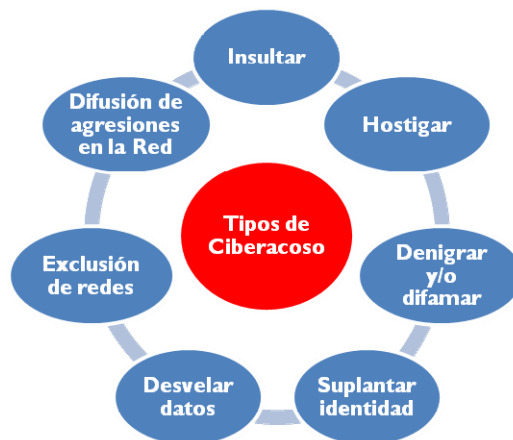 Insultar
Hostigar
Denigrar
y/o
difamar
Suplantar
identidad
Desvelar
datos
Exclusión
de redes
Difusión de
agresiones
en la Red
Tipos de
Ciberacoso